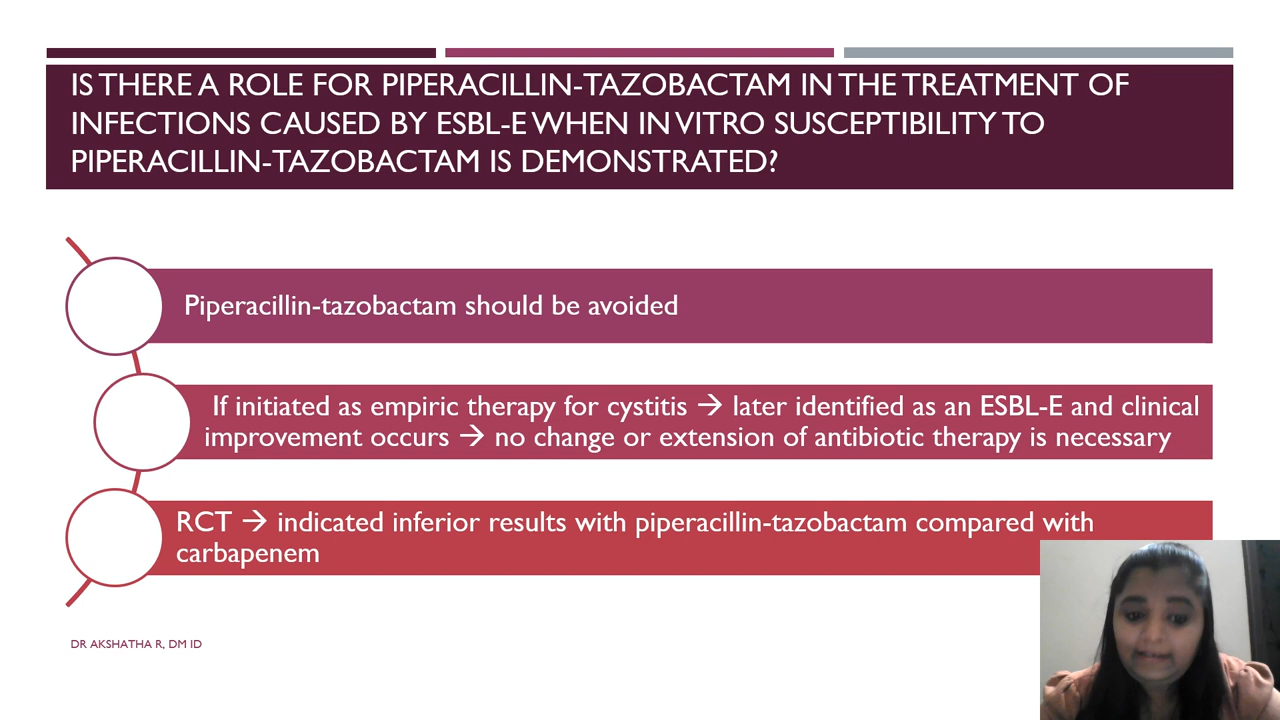 IS THERE A ROLE FOR PIPERACILLIN-TAZOBACTAM IN THE TREATMENT OF
INFECTIONS CAUSED BY ESBL-E WHEN IN VITRO SUSCEPTIBILITY TO
PIPERACILLIN-TAZOBACTAM IS DEMONSTRATED?
Piperacillin-tazobactam should be avoided
If initiated as empiric therapy for cystitis → later identified as an ESBL-E and clinical
improvement occurs → no change or extension of antibiotic therapy is necessary
RCT → indicated inferior results with piperacillin-tazobactam compared with
carbapenem
DR AKSHATHA R, DM ID